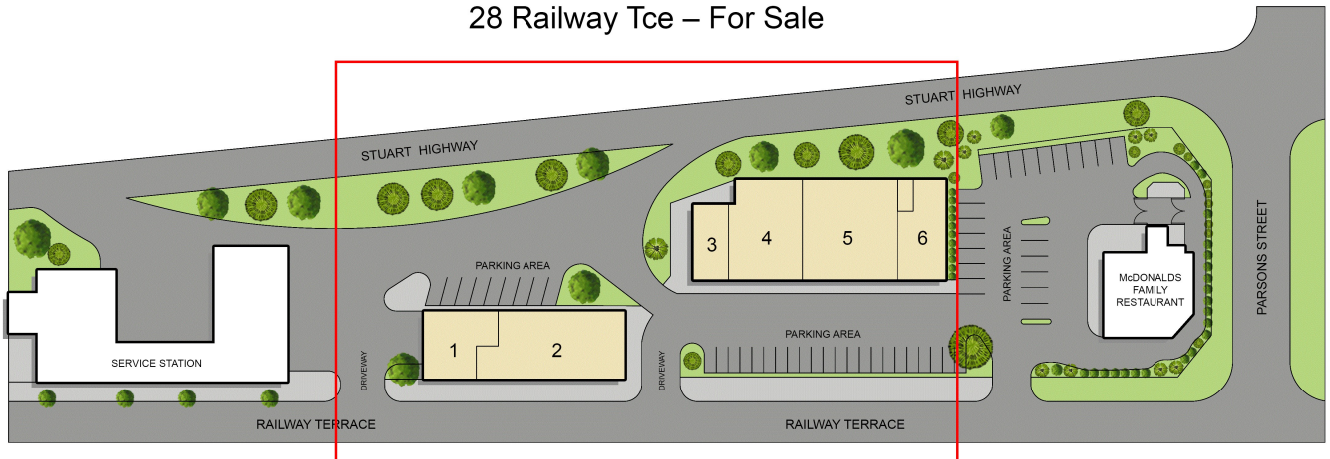 28 Railway Tce – For Sale
STUART HIGHWAY
STUART HIGHWAY
PARKING AREA
1
2
3
4
5
6
PARKING AREA
PARKING AREA
McDONALDS
FAMILY
RESTAURANT
PARSONS STREET
SERVICE STATION
DRIVEWAY
DRIVEWAY
RAILWAY TERRACE
RAILWAY TERRACE